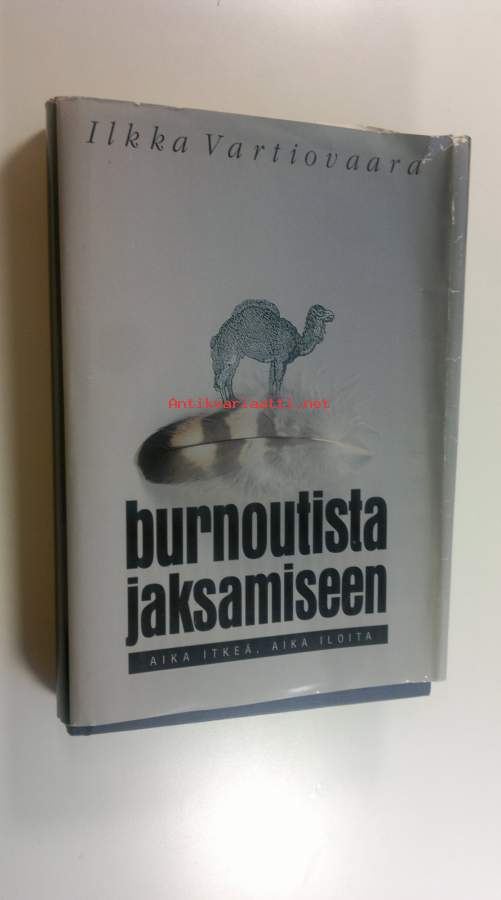 Ilkka Vartiovaara
Antikvariaatti.net
burnoutista
jaksamiseen
AIKA ITKEÄ, AIKA ILOITA